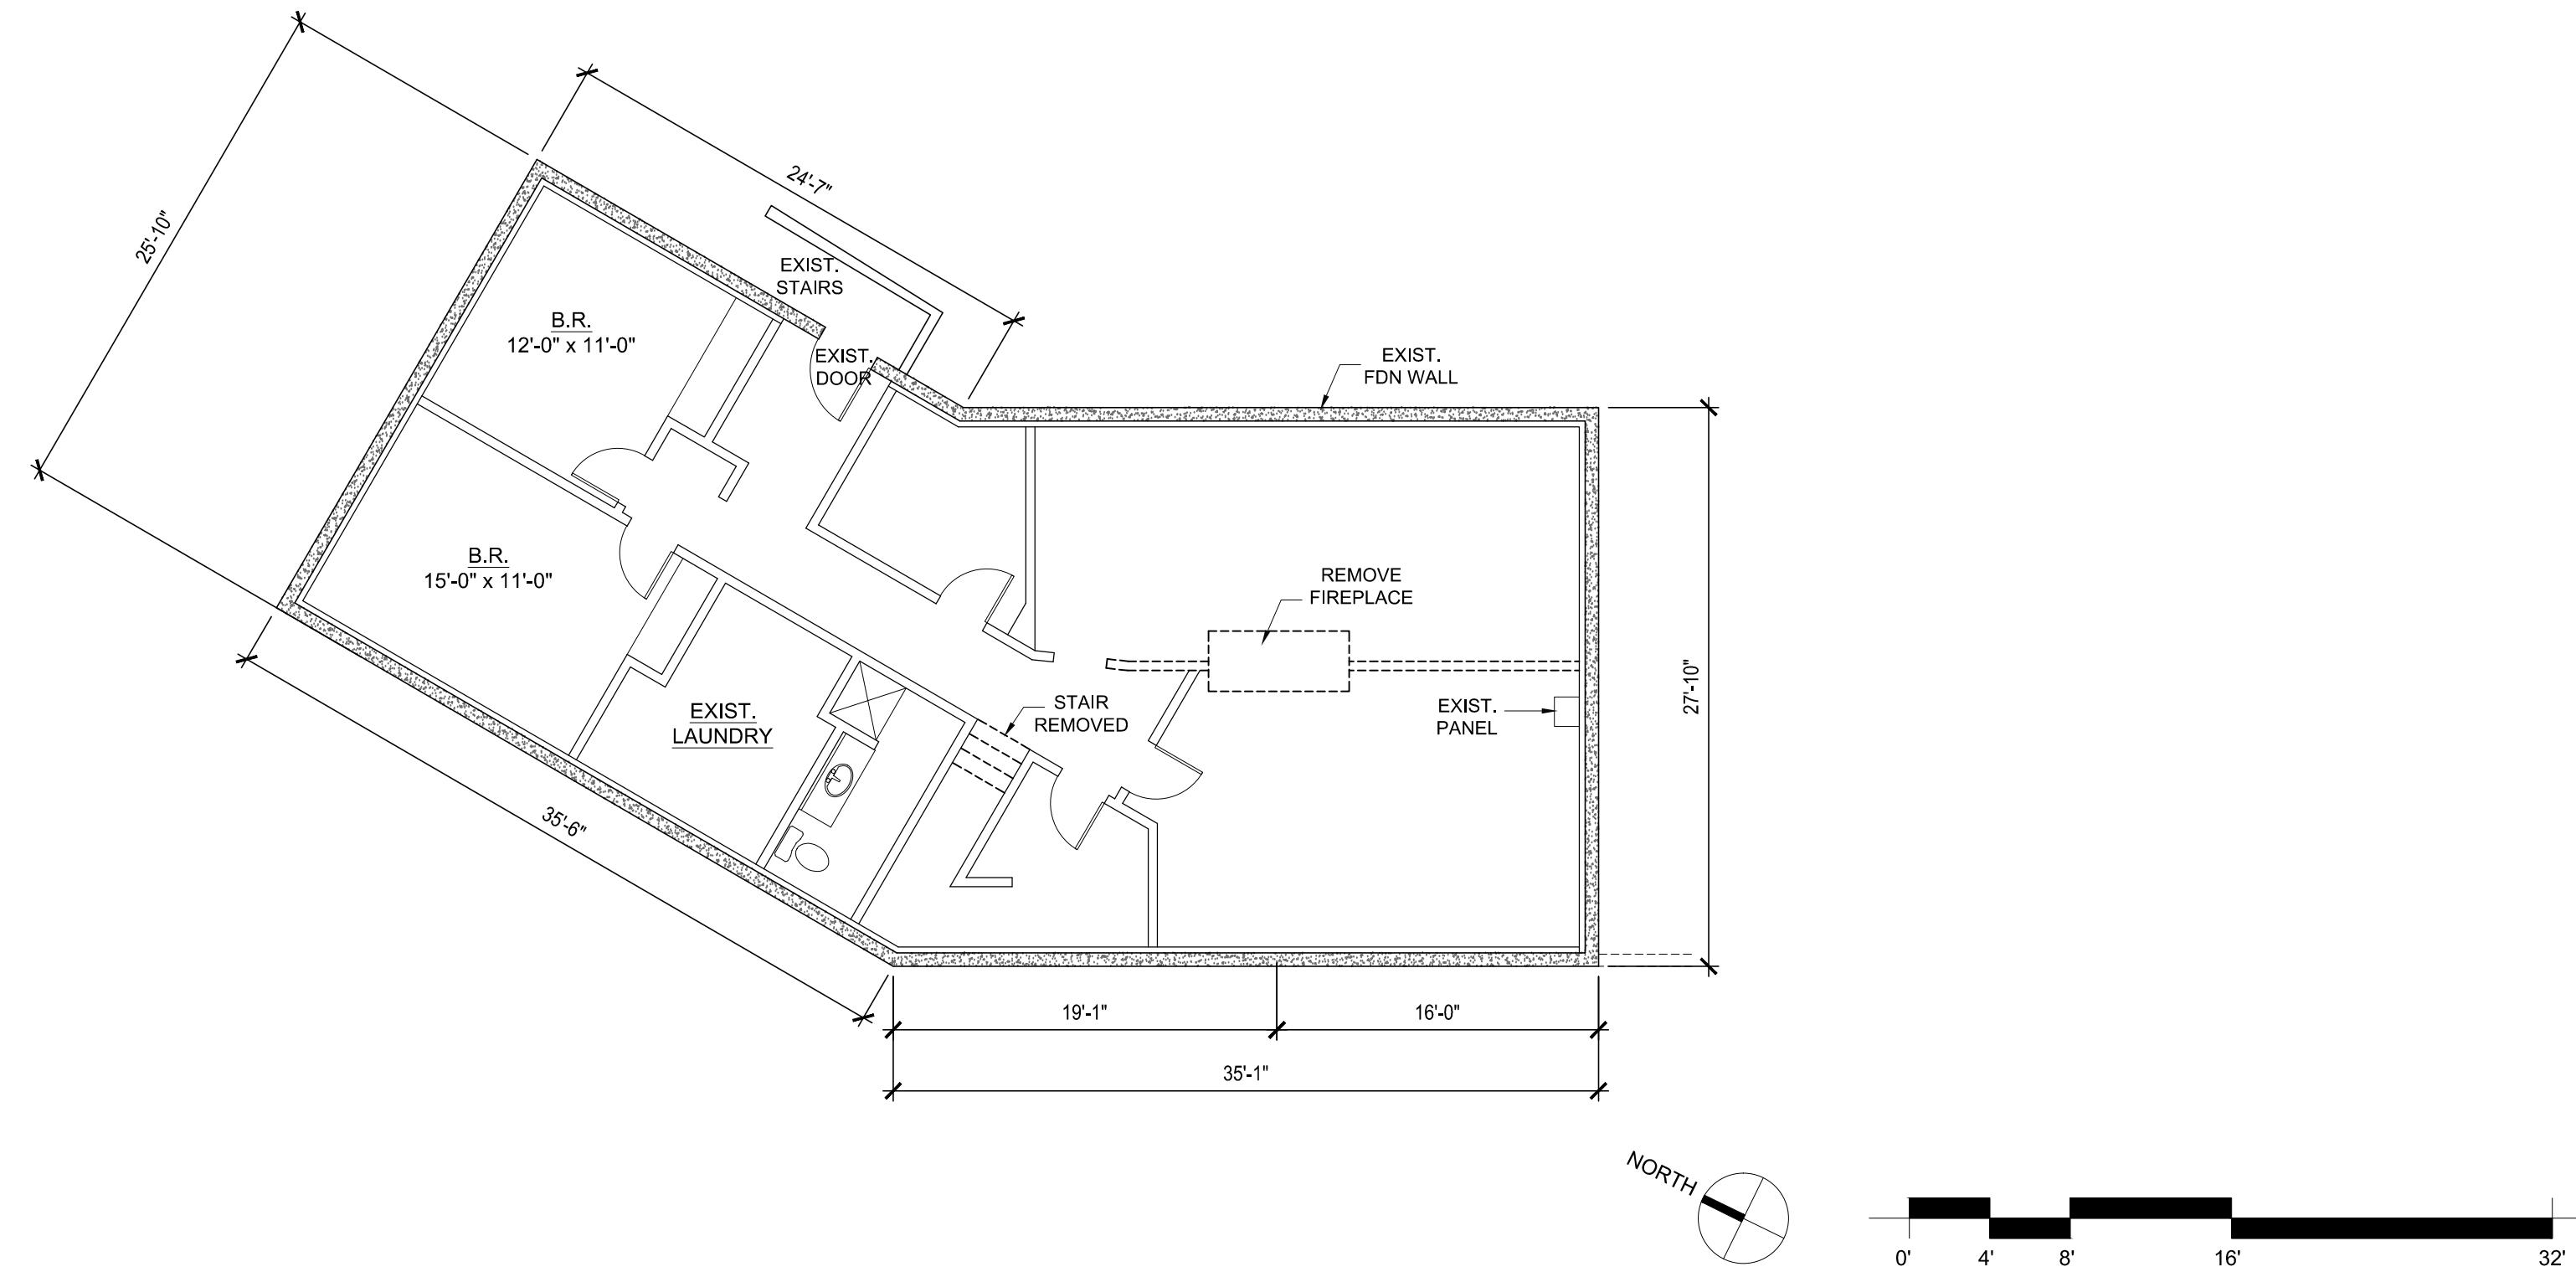 24'-7"
25'-10"
EXIST.
STAIRS
B.R.
12'-0" x 11'-0"
EXIST.
DOOR
EXIST.
FDN WALL
B.R.
15'-0" x 11'-0"
REMOVE
FIREPLACE
27'-10"
STAIR
REMOVED
EXIST.
PANEL
EXIST.
LAUNDRY
35'-6"
19'-1"
16'-0"
35'-1"
NORTH
0'
4'
8'
16'
32'